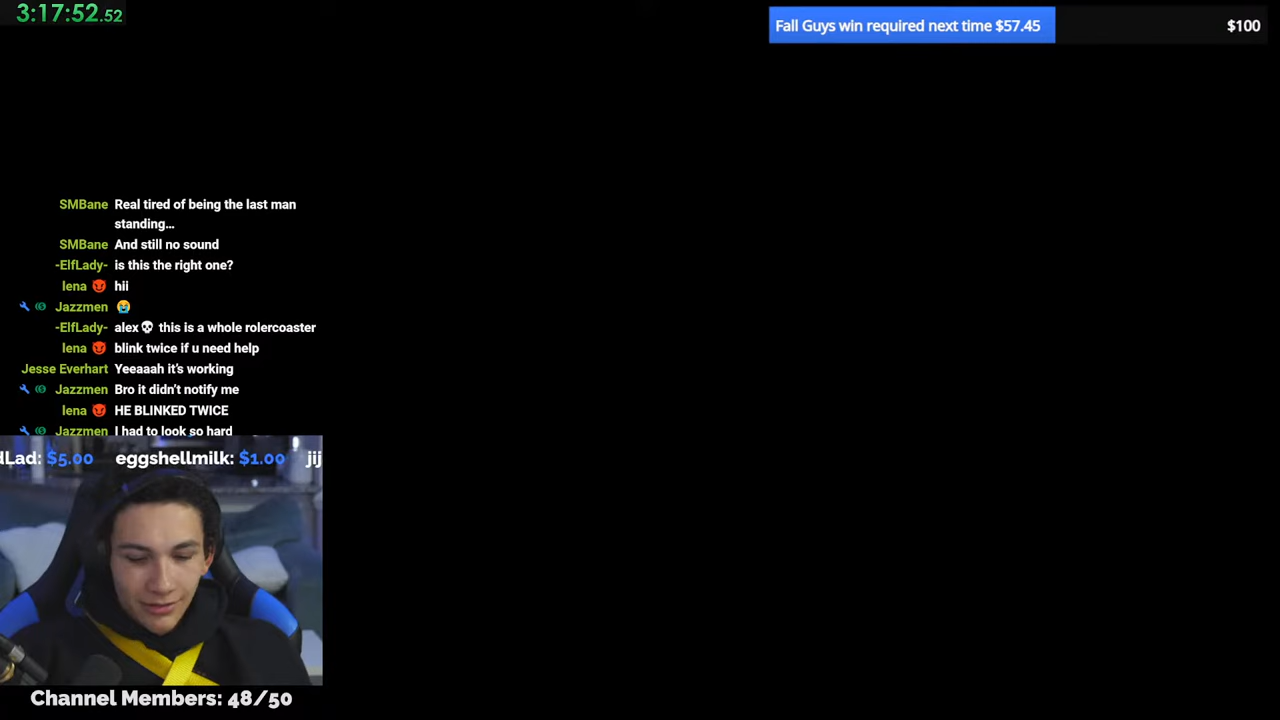 3:17:52.52
Fall Guys win required next time $57.45 $100
SMBane Real tired of being the last man
standing...
SMBane And still no sound
-ElfLady- is this the right one?
lena 😈 hii
Jazzmen 😭
-ElfLady- alex💀 this is a whole rolercoaster
lena 😈 blink twice if u need help
Jesse Everhart Yeeaaah it’s working
Jazzmen Bro it didn’t notify me
lena 😈 HE BLINKED TWICE
Jazzmen I had to look so hard
dLad: $5.00 eggshellmilk: $1.00 jij
Channel Members: 48/50